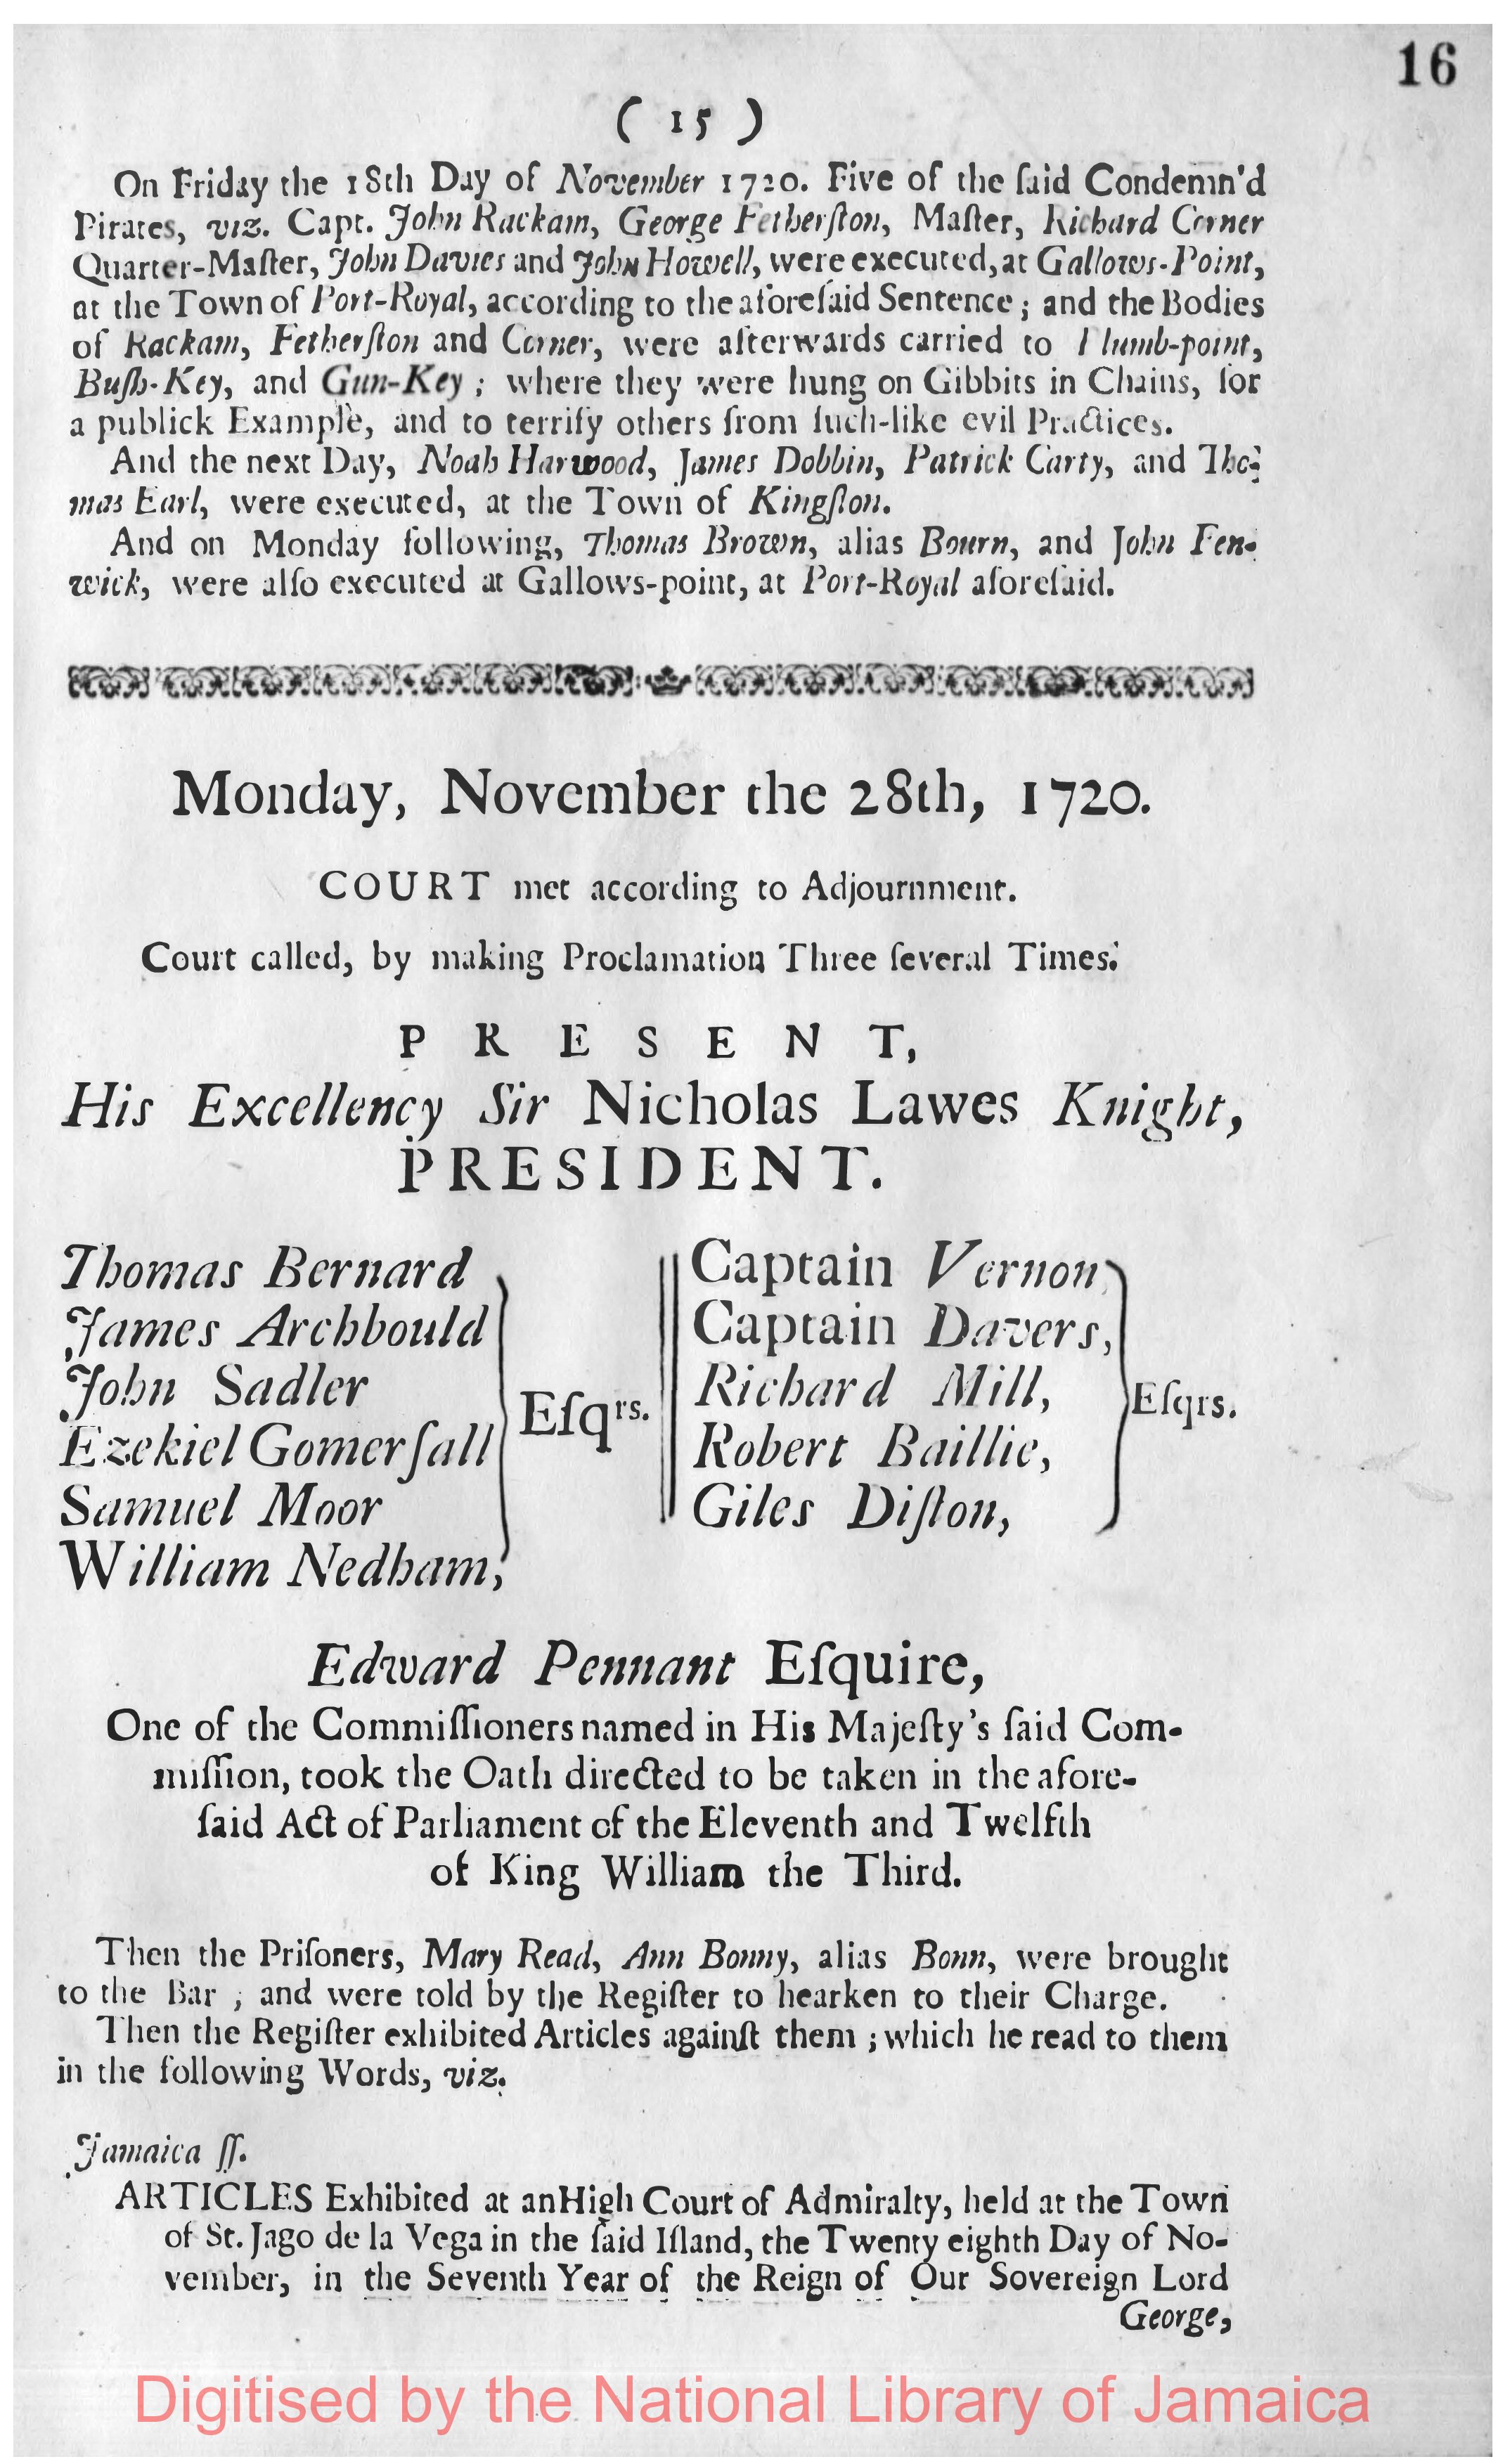 16
( 15 )
On Friday the 18th Day of November 1720. Five of the ſaid Condemn'd
Pirates, viz. Capt. John Rackam, George Fetherſton, Maſter, Richard Corner
Quarter-Maſter, John Davies and John Howell, were executed, at Gallows-Point,
at the Town of Port-Royal, according to the aforeſaid Sentence; and the Bodies
of Rackam, Fetherſton and Corner, were afterwards carried to Plumb-point,
Buſh-Key, and Gun-Key; where they were hung on Gibbits in Chains, for
a publick Example, and to terrify others from ſuch-like evil Practices.
And the next Day, Noah Harwood, James Dobbin, Patrick Carty, and Tho-
mas Earl, were executed, at the Town of Kingſton.
And on Monday following, Thomas Brown, alias Bourn, and John Fen-
wick, were alſo executed at Gallows-point, at Port-Royal aforeſaid.
Monday, November the 28th, 1720.
COURT met according to Adjournment.
Court called, by making Proclamation Three ſeveral Times.
PRESENT,
His Excellency Sir Nicholas Lawes Knight,
PRESIDENT.
Thomas Bernard
James Archbould
John Sadler
Ezekiel Gomerſall
Samuel Moor
William Nedham,
Eſqrs.
Captain Vernon,
Captain Davers,
Richard Mill,
Robert Baillie,
Giles Diſton,
Eſqrs.
Edward Pennant Eſquire,
One of the Commiſſioners named in His Majeſty's ſaid Com-
miſſion, took the Oath directed to be taken in the afore-
ſaid Act of Parliament of the Eleventh and Twelfth
of King William the Third.
Then the Priſoners, Mary Read, Ann Bonny, alias Bonn, were brought
to the Bar; and were told by the Regiſter to hearken to their Charge.
Then the Regiſter exhibited Articles againſt them; which he read to them
in the following Words, viz.
Jamaica ſſ.
ARTICLES Exhibited at an High Court of Admiralty, held at the Town
of St. Jago de la Vega in the ſaid Iſland, the Twenty eighth Day of No-
vember, in the Seventh Year of the Reign of Our Sovereign Lord
George,
Digitised by the National Library of Jamaica